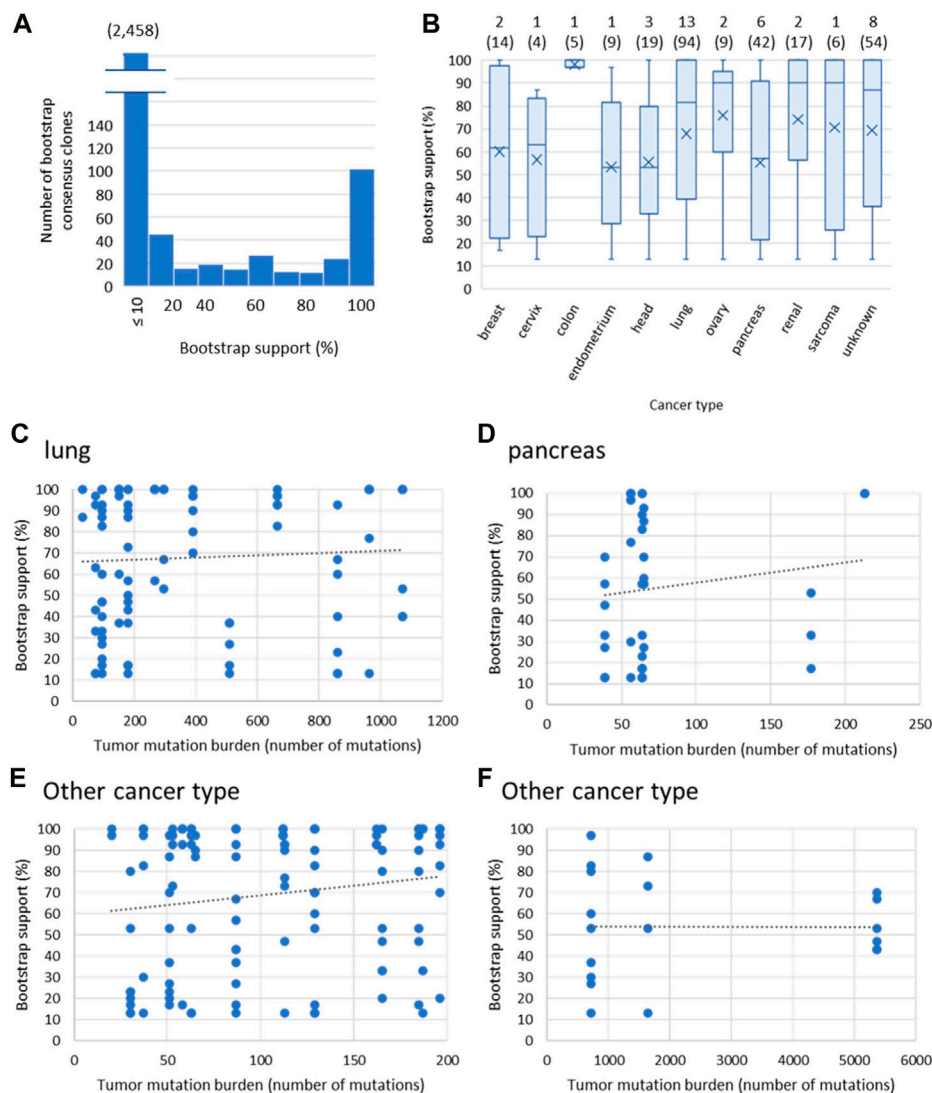 A
(2,458)
140
120
100
80
60
40
20
0
Number of bootstrap
consensus clones
≤ 10
20
40
60
80
100
Bootstrap support (%)
B
2 1 1 1 3 13 2 6 2 1 8
(14) (4) (5) (9) (19) (94) (9) (42) (17) (6) (54)
100
90
80
70
60
50
40
30
20
10
0
Bootstrap support (%)
breast
cervix
colon
endometrium
head
lung
ovary
pancreas
renal
sarcoma
unknown
Cancer type
C lung
100
90
80
70
60
50
40
30
20
10
0
Bootstrap support (%)
0 200 400 600 800 1000 1200
Tumor mutation burden (number of mutations)
D pancreas
100
90
80
70
60
50
40
30
20
10
0
Bootstrap support (%)
0 50 100 150 200 250
Tumor mutation burden (number of mutations)
E Other cancer type
100
90
80
70
60
50
40
30
20
10
0
Bootstrap support (%)
0 50 100 150 200
Tumor mutation burden (number of mutations)
F Other cancer type
100
90
80
70
60
50
40
30
20
10
0
Bootstrap support (%)
0 1000 2000 3000 4000 5000 6000
Tumor mutation burden (number of mutations)